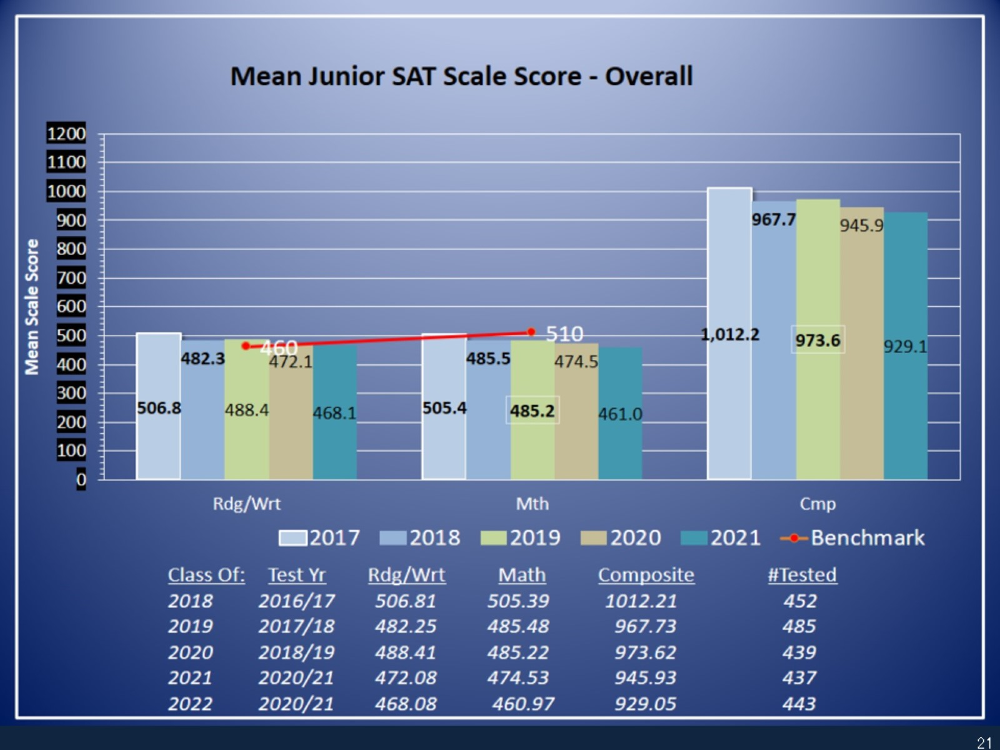 Mean Junior SAT Scale Score - Overall
Mean Scale Score
1200
1100
1000
900
800
700
600
500
400
300
200
100
0
506.8 482.3 488.4 472.1 468.1
505.4 485.5 485.2 474.5 461.0
1,012.2 967.7 973.6 945.9 929.1
460 510
Rdg/Wrt Mth Cmp
2017 2018 2019 2020 2021 Benchmark
Class Of: Test Yr Rdg/Wrt Math Composite #Tested
2018 2016/17 506.81 505.39 1012.21 452
2019 2017/18 482.25 485.48 967.73 485
2020 2018/19 488.41 485.22 973.62 439
2021 2020/21 472.08 474.53 945.93 437
2022 2020/21 468.08 460.97 929.05 443
21